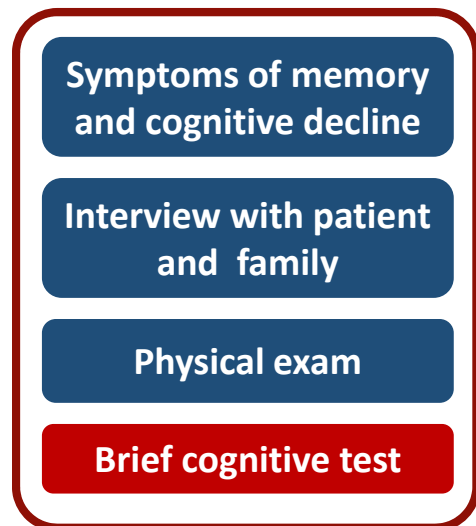 Symptoms of memory
and cognitive decline
Interview with patient
and  family
Physical exam
Brief cognitive test